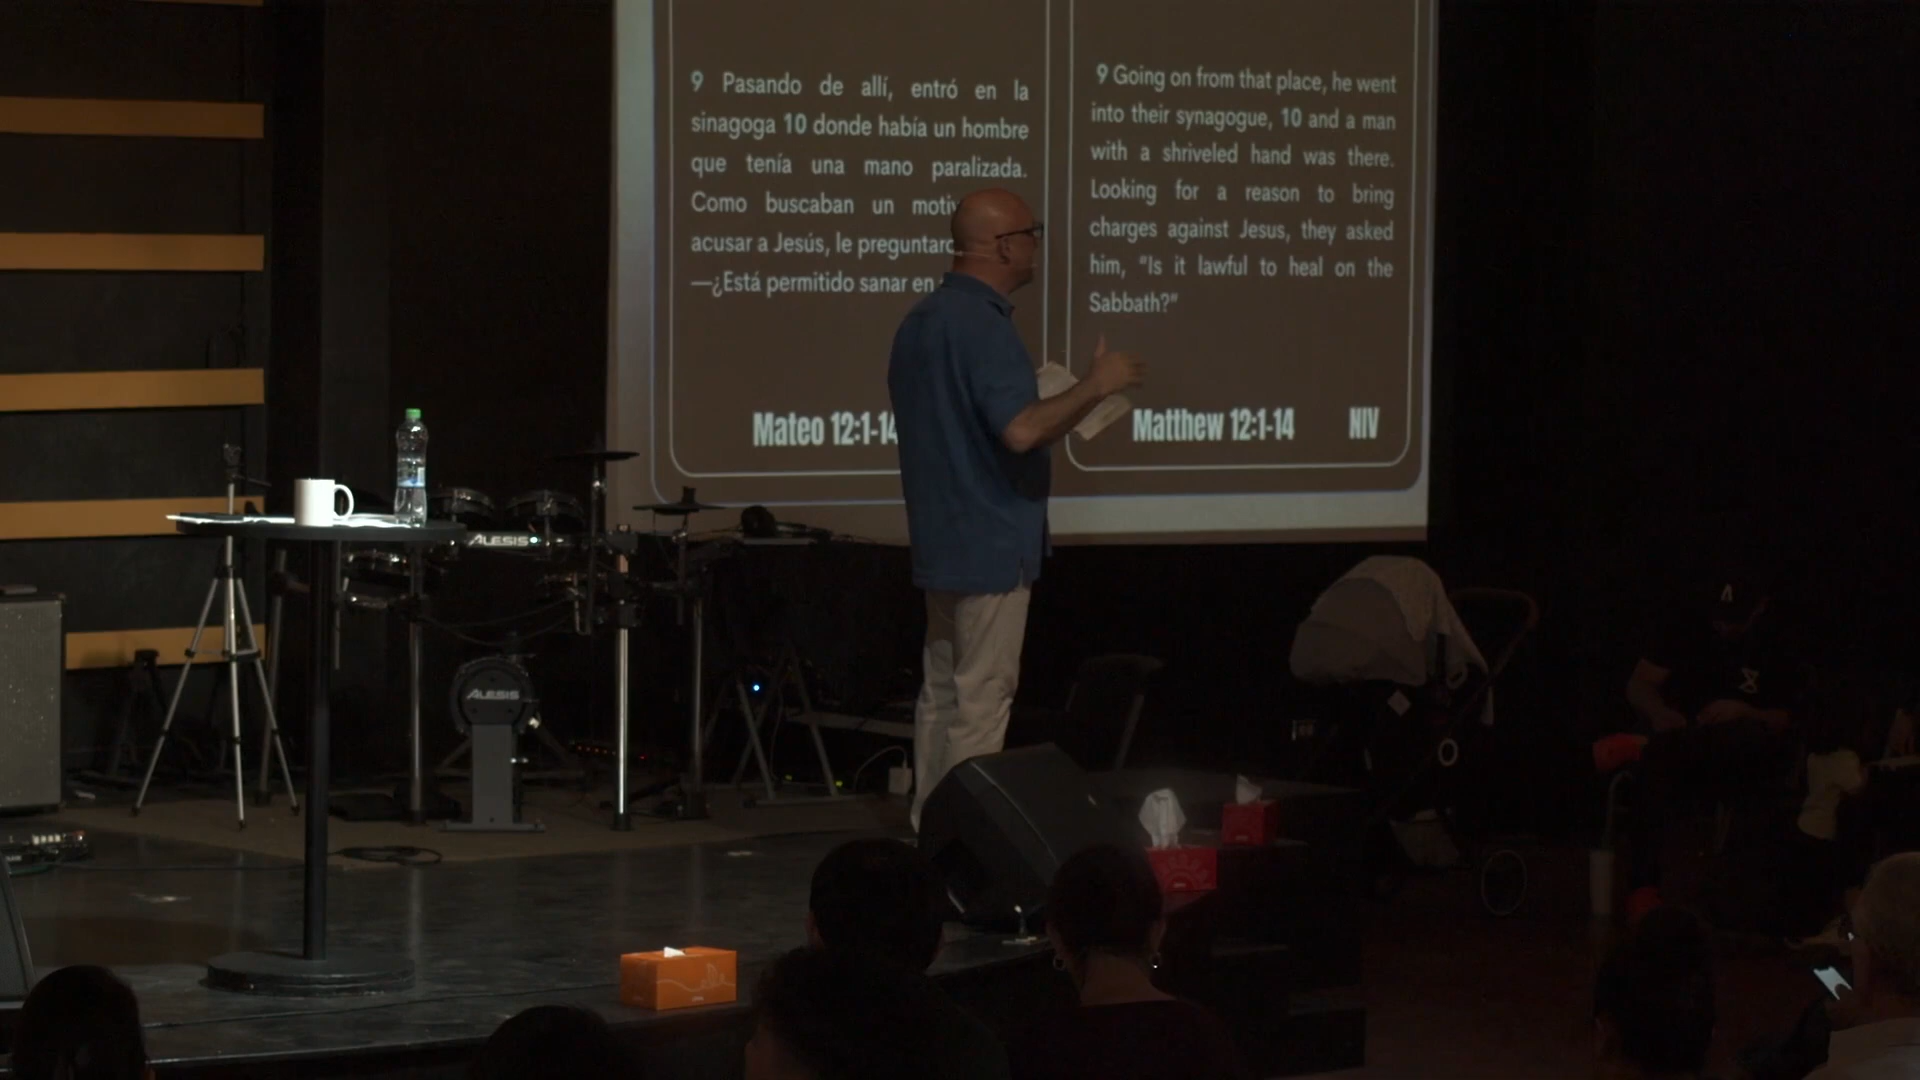 9 Pasando de allí, entró en la
sinagoga 10 donde había un hombre
que tenía una mano paralizada.
Como buscaban un
acusar a Jesús, le
—¿Está permitido sanar en
Mateo 12:1-14
9 Going on from that place, he went
into their synagogue, 10 and a man
with a shriveled hand was there.
Looking for a reason to bring
charges against Jesus, they asked
him, “Is it lawful to heal on the
Sabbath?”
Matthew 12:1-14 NIV
ALESIS
ALESIS